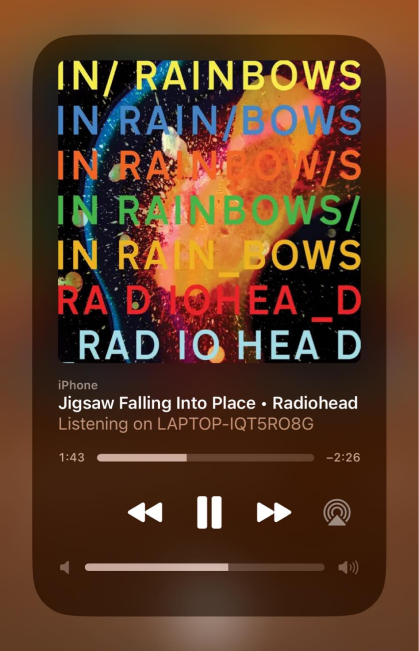 IN/ RAINBOWS
IN RAIN/BOWS
IN RAINBOW/S
IN RAINBOWS/
IN RAIN_BOWS
RA D IOHEA _D
_RAD IO HEA D
iPhone
Jigsaw Falling Into Place • Radiohead
Listening on LAPTOP-IQT5RO8G
1:43 −2:26